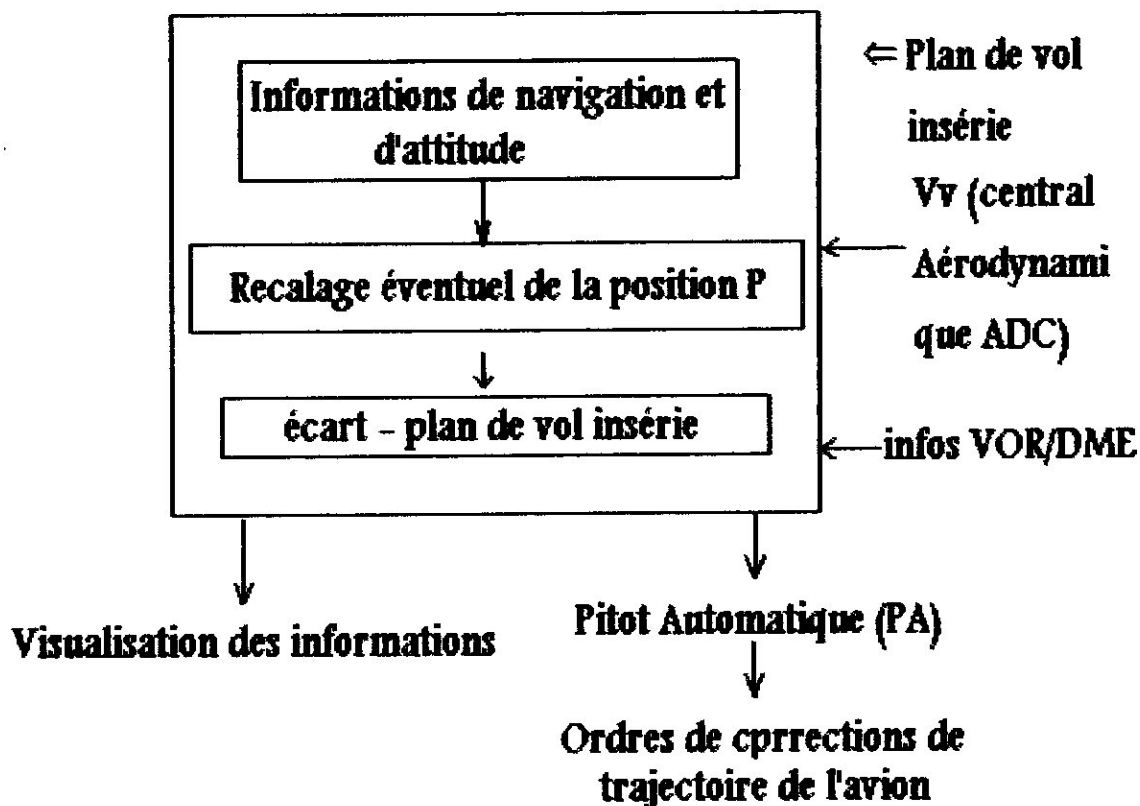 Informations de navigation et
d'attitude
Recalage éventuel de la position P
écart - plan de vol insérie
⇐ Plan de vol
insérie
Vv (central
Aérodynami
que ADC)
infos VOR/DME
Visualisation des informations
Pitot Automatique (PA)
Ordres de cprrections de
trajectoire de l'avion